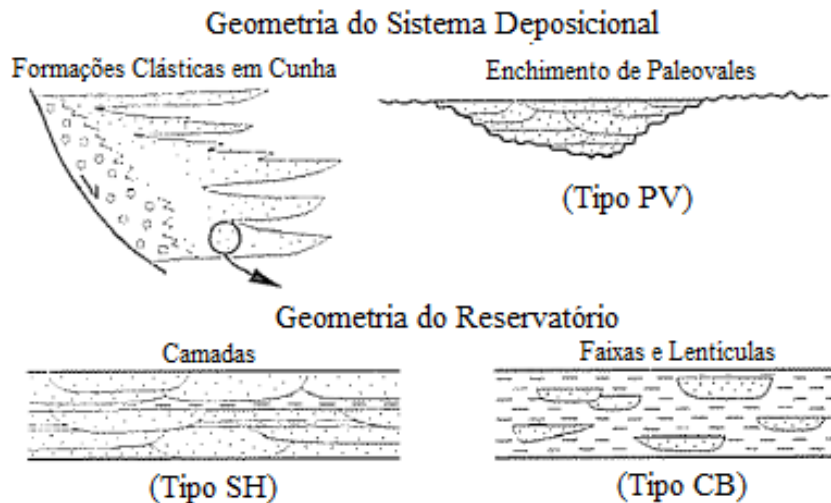 Geometria do Sistema Deposicional
Formações Clásticas em Cunha
Enchimento de Paleovales
(Tipo PV)
Geometria do Reservatório
Camadas
Faixas e Lentículas
(Tipo SH)
(Tipo CB)